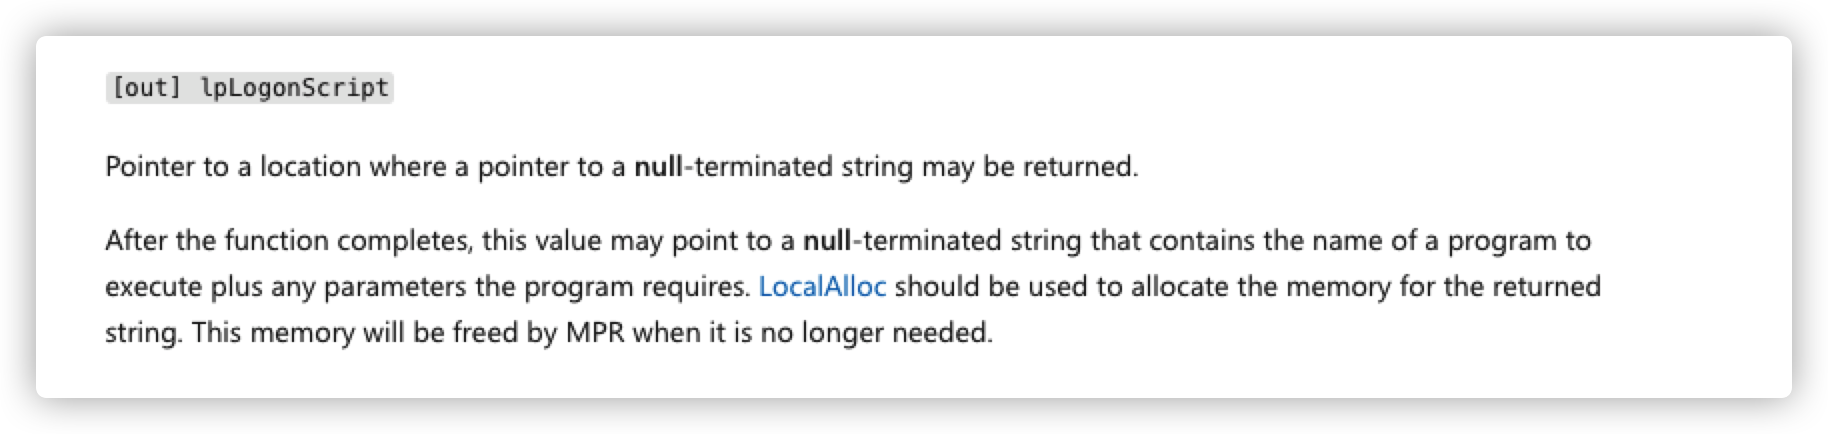 [out] lpLogonScript
Pointer to a location where a pointer to a null-terminated string may be returned.
After the function completes, this value may point to a null-terminated string that contains the name of a program to
execute plus any parameters the program requires. LocalAlloc should be used to allocate the memory for the returned
string. This memory will be freed by MPR when it is no longer needed.